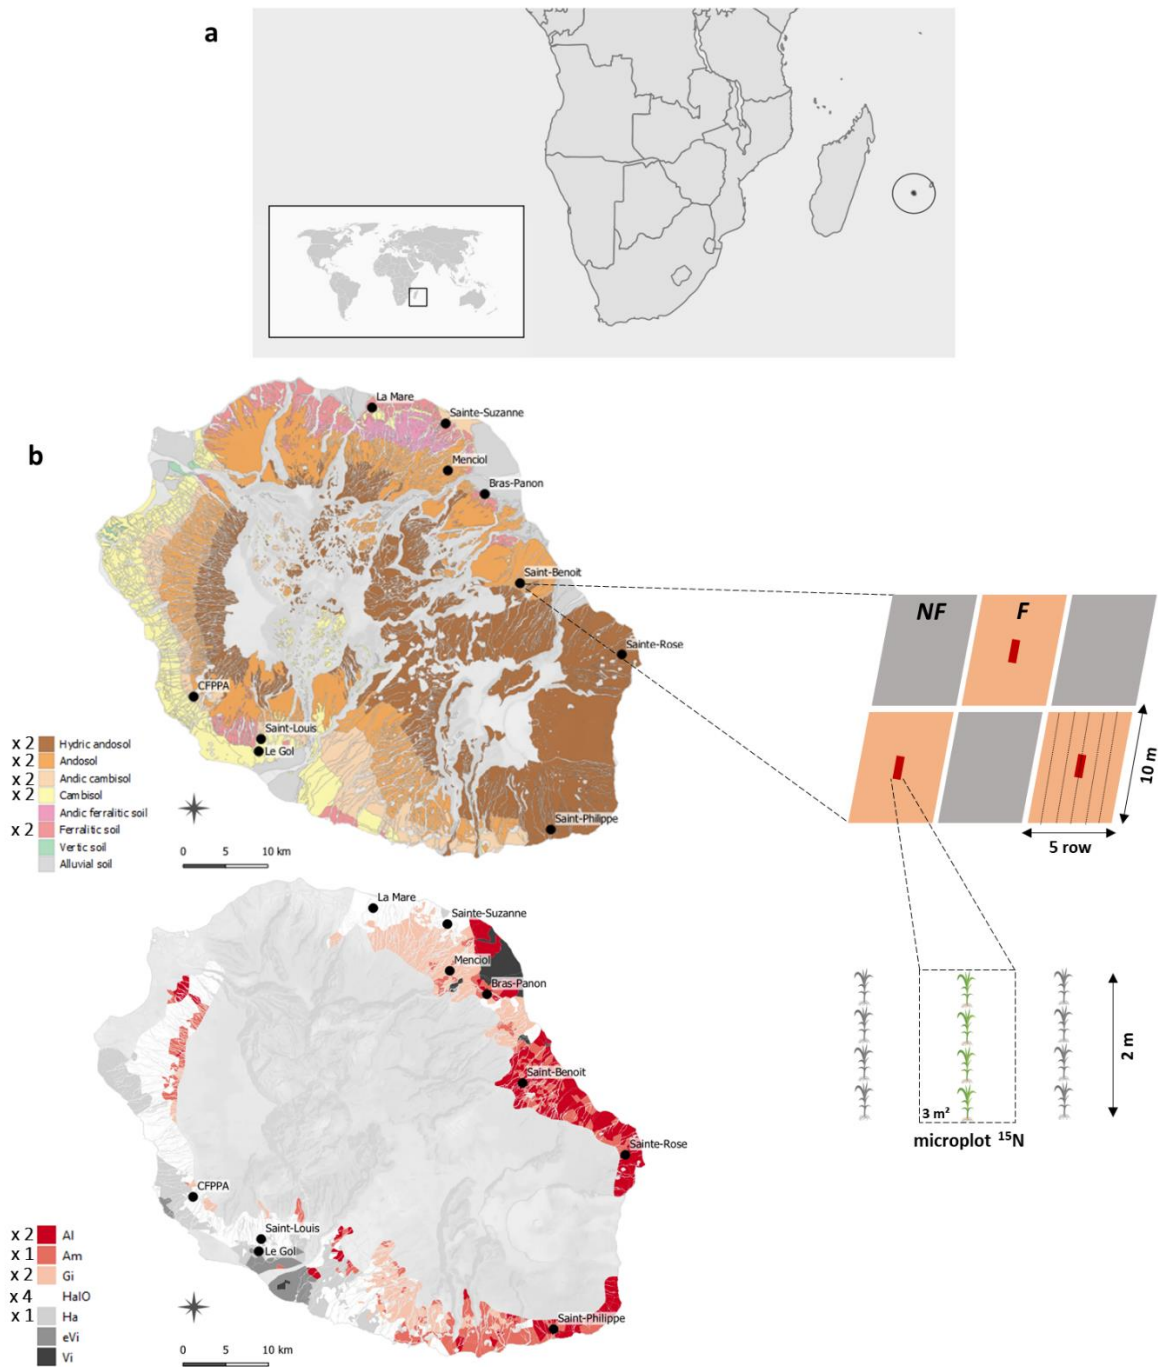 a
b
La Mare
Sainte-Suzanne
Menciol
Bras-Panon
Saint-Benoit
Sainte-Rose
CFPPA
Saint-Louis
Le Gol
Saint-Philippe
x 2 Hydric andosol
x 2 Andosol
x 2 Andic cambisol
x 2 Cambisol
Andic ferralitic soil
x 2 Ferralitic soil
Vertic soil
Alluvial soil
0 5 10 km
NF F
10 m
5 row
2 m
3 m²
microplot ¹⁵N
La Mare
Sainte-Suzanne
Menciol
Bras-Panon
Saint-Benoit
Sainte-Rose
CFPPA
Saint-Louis
Le Gol
Saint-Philippe
x 2 Al
x 1 Am
x 2 Gi
x 4 HalO
x 1 Ha
eVi
Vi
0 5 10 km